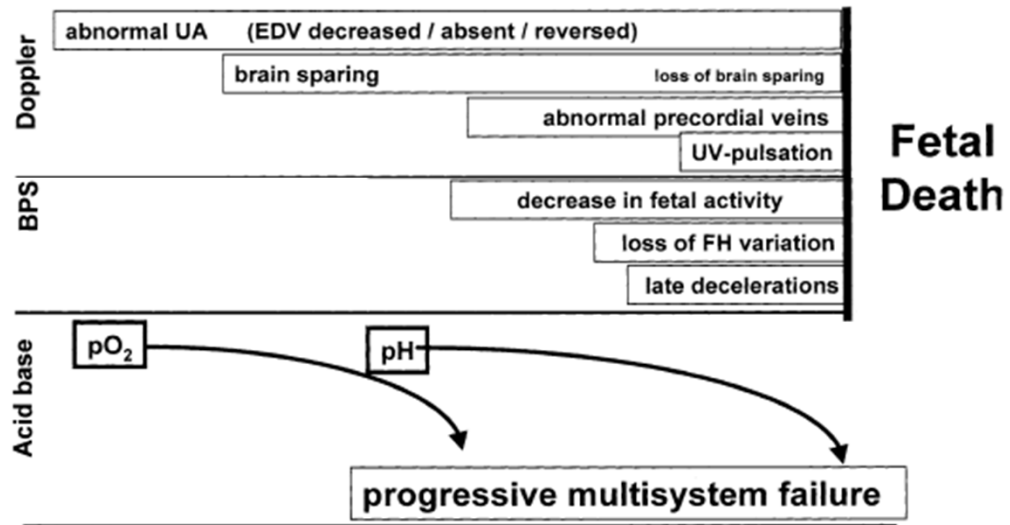 Doppler
abnormal UA (EDV decreased / absent / reversed)
brain sparing loss of brain sparing
abnormal precordial veins
UV-pulsation
Fetal
Death
BPS
decrease in fetal activity
loss of FH variation
late decelerations
Acid base
pO₂
pH
progressive multisystem failure